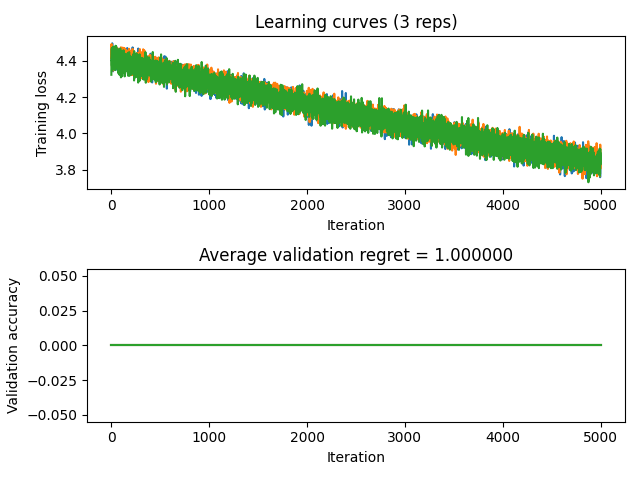 Learning curves (3 reps)
Training loss
4.4
4.2
4.0
3.8
0 1000 2000 3000 4000 5000
Iteration
Average validation regret = 1.000000
Validation accuracy
0.050
0.025
0.000
−0.025
−0.050
0 1000 2000 3000 4000 5000
Iteration